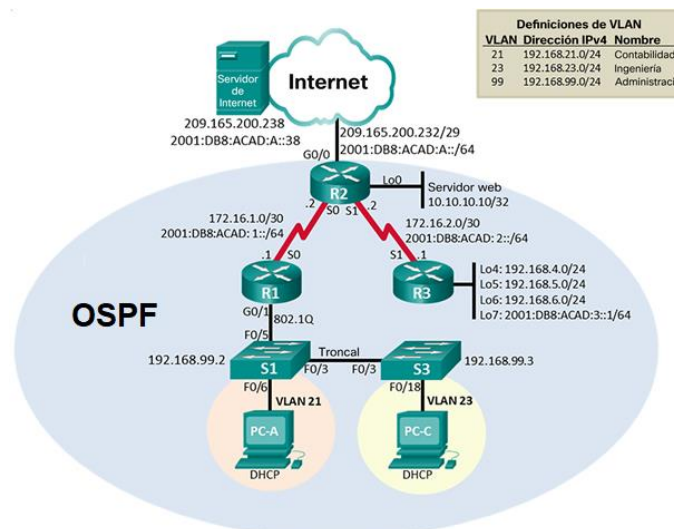 Definiciones de VLAN
VLAN Dirección IPv4 Nombre
21 192.168.21.0/24 Contabilidad
23 192.168.23.0/24 Ingeniería
99 192.168.99.0/24 Administraci
Servidor
de
Internet
Internet
209.165.200.238
2001:DB8:ACAD:A::38
209.165.200.232/29
2001:DB8:ACAD:A::/64
G0/0
Lo0
R2
Servidor web
10.10.10.10/32
.2
S0
S1
.2
172.16.1.0/30
2001:DB8:ACAD: 1::/64
172.16.2.0/30
2001:DB8:ACAD: 2::/64
.1
S0
S1
.1
R1
R3
Lo4: 192.168.4.0/24
Lo5: 192.168.5.0/24
Lo6: 192.168.6.0/24
Lo7: 2001:DB8:ACAD:3::1/64
OSPF
G0/1
802.1Q
F0/5
Troncal
192.168.99.2
S1
F0/3
F0/3
S3
192.168.99.3
F0/6
F0/18
VLAN 21
VLAN 23
PC-A
PC-C
DHCP
DHCP